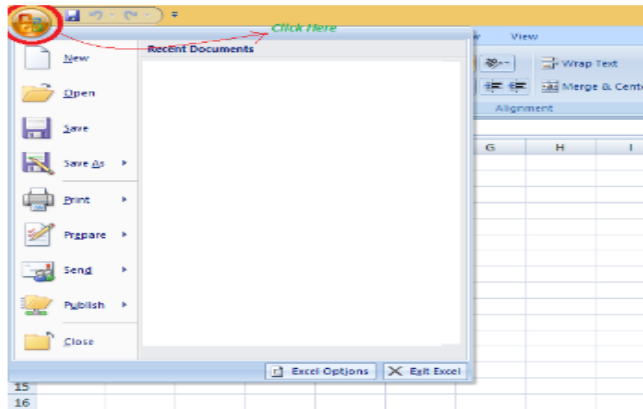 Click Here
View
Recent Documents
New
Open
Save
Save As
Print
Prepare
Send
Publish
Close
Wrap Text
Merge & Cente
Alignment
G H I
Excel Options Exit Excel
15
16